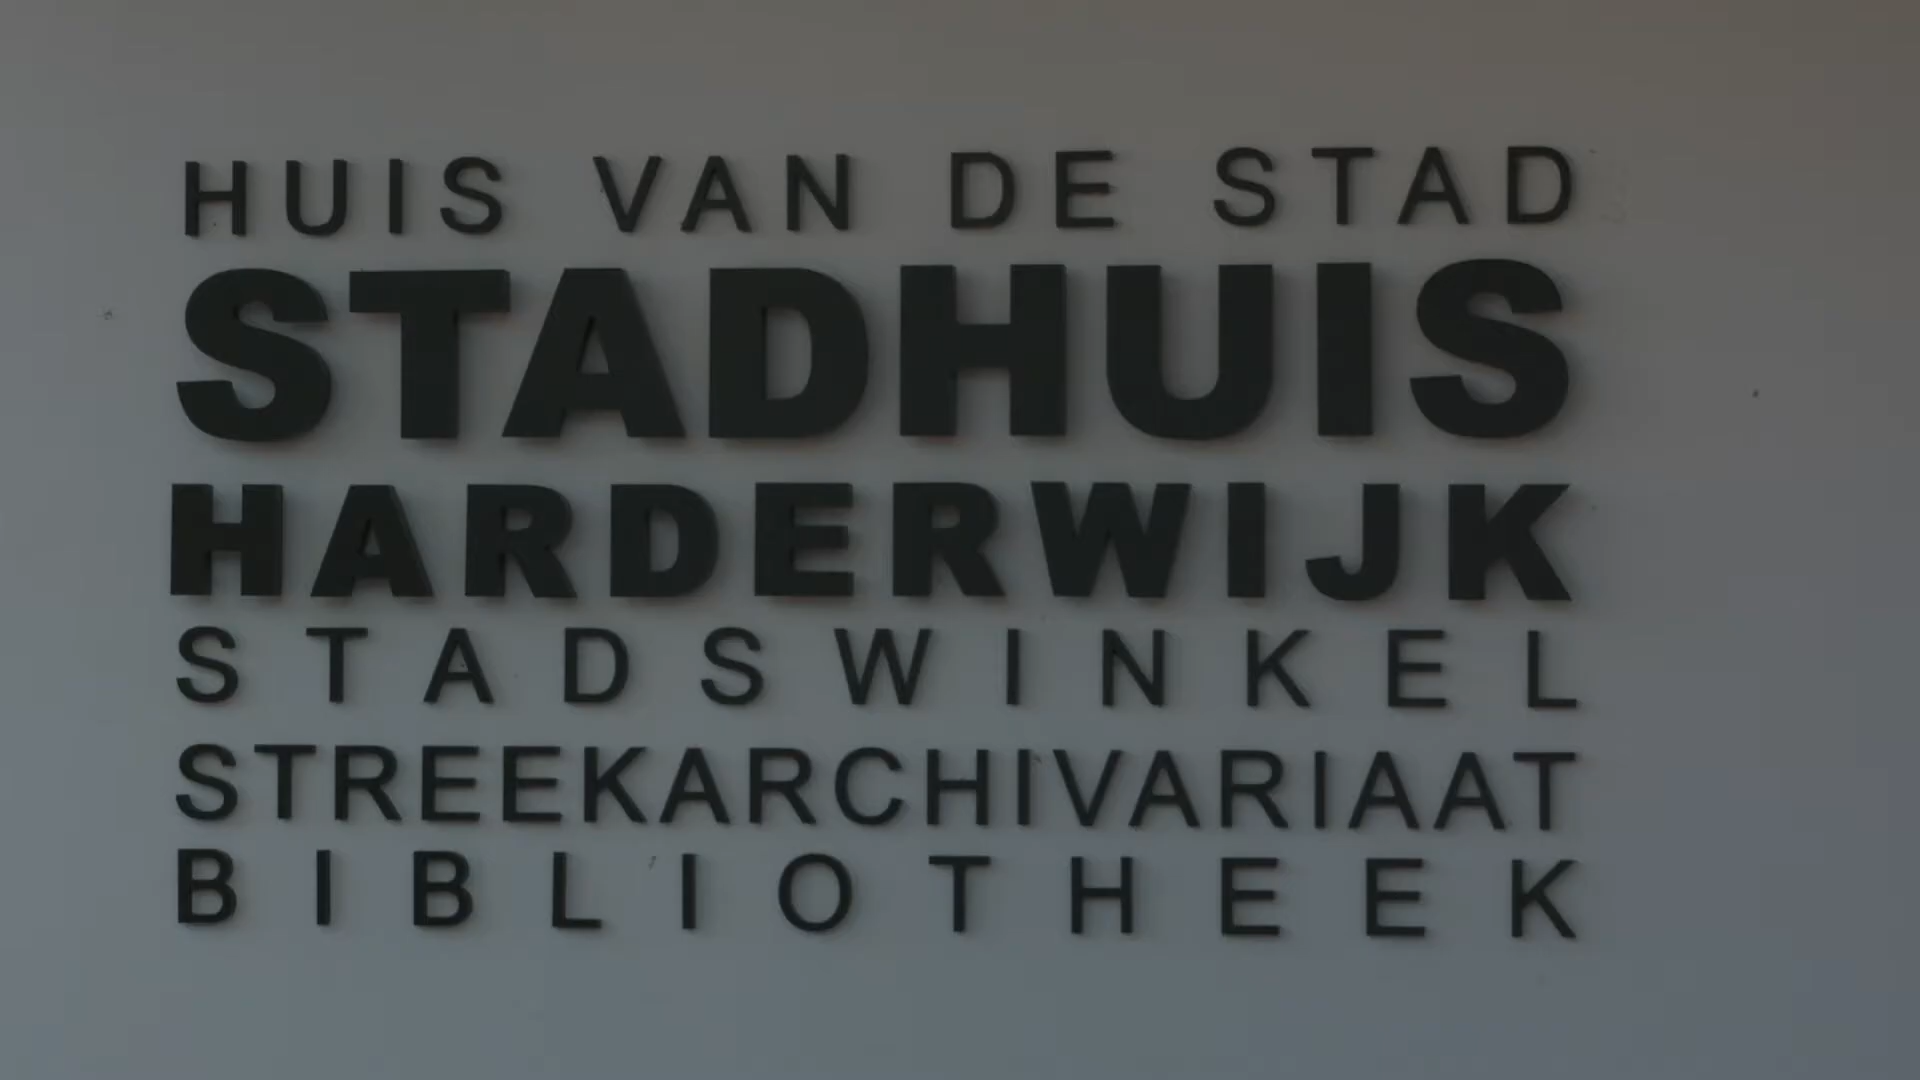 HUIS VAN DE STAD
STADHUIS
HARDERWIJK
STADSWINKEL
STREEKARCHIVARIAAT
BIBLIOTHEEK